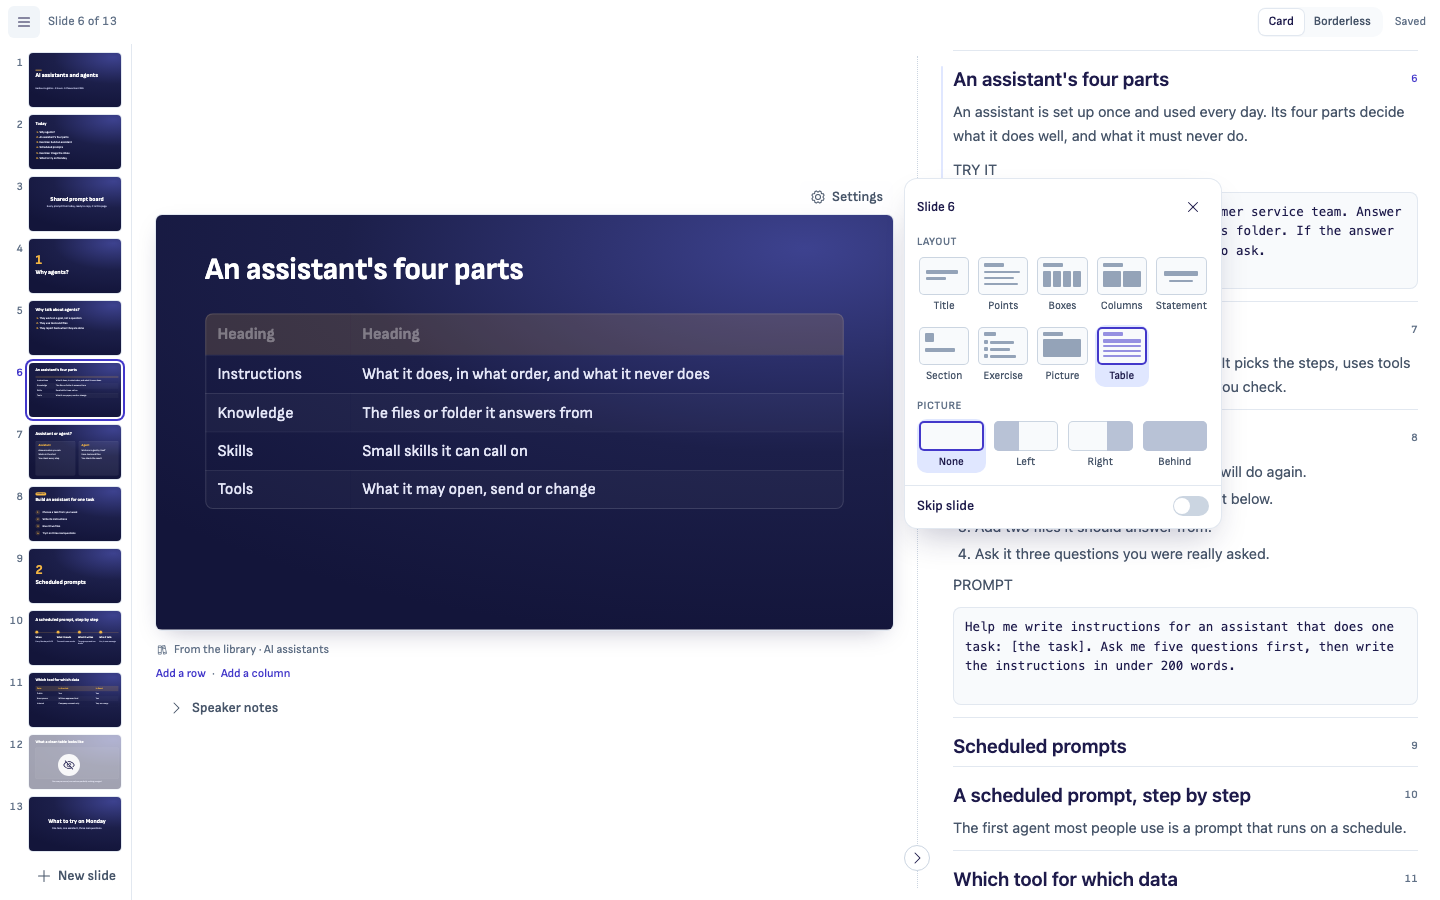 Slide 6 of 13
Card
Borderless
Saved
1
AI assistants and agents
2
Today
3
Shared prompt board
4
1
Why agents?
5
Why talk about agents?
6
An assistant's four parts
7
Assistant or agent?
8
Build an assistant for one task
9
2
Scheduled prompts
10
A scheduled prompt, step by step
11
Which tool for which data
12
13
What to try on Monday
New slide
Settings
An assistant's four parts
Heading Heading
Instructions What it does, in what order, and what it never does
Knowledge The files or folder it answers from
Skills Small skills it can call on
Tools What it may open, send or change
From the library · AI assistants
Add a row · Add a column
Speaker notes
Slide 6
LAYOUT
Title Points Boxes Columns Statement
Section Exercise Picture Table
PICTURE
None Left Right Behind
Skip slide
An assistant's four parts 6
An assistant is set up once and used every day. Its four parts decide
what it does well, and what it must never do.
TRY IT
mer service team. Answer
s folder. If the answer
o ask.
7
It picks the steps, uses tools
ou check.
8
will do again.
t below.
3. Add two files it should answer from.
4. Ask it three questions you were really asked.
PROMPT
Help me write instructions for an assistant that does one
task: [the task]. Ask me five questions first, then write
the instructions in under 200 words.
Scheduled prompts 9
A scheduled prompt, step by step 10
The first agent most people use is a prompt that runs on a schedule.
Which tool for which data 11